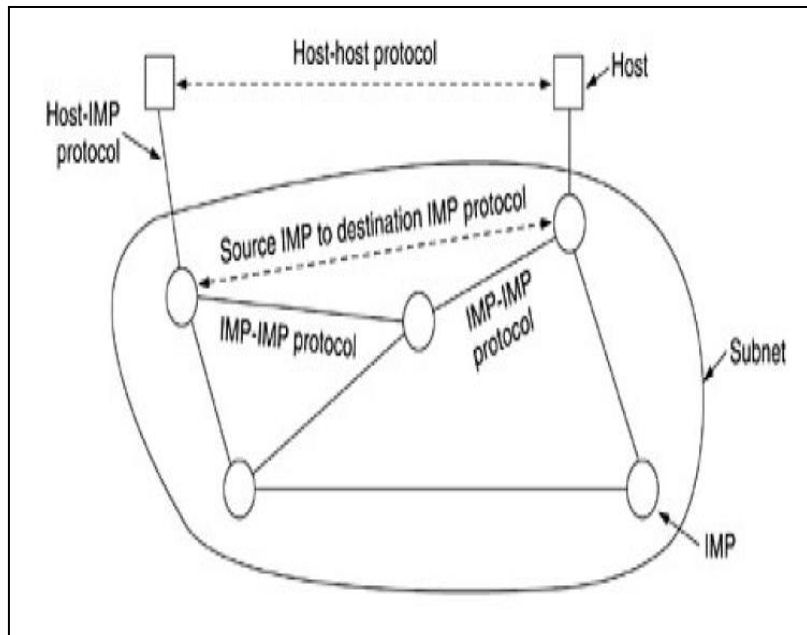 Host-host protocol
Host
Host-IMP
protocol
Source IMP to destination IMP protocol
IMP-IMP protocol
IMP-IMP
protocol
Subnet
IMP